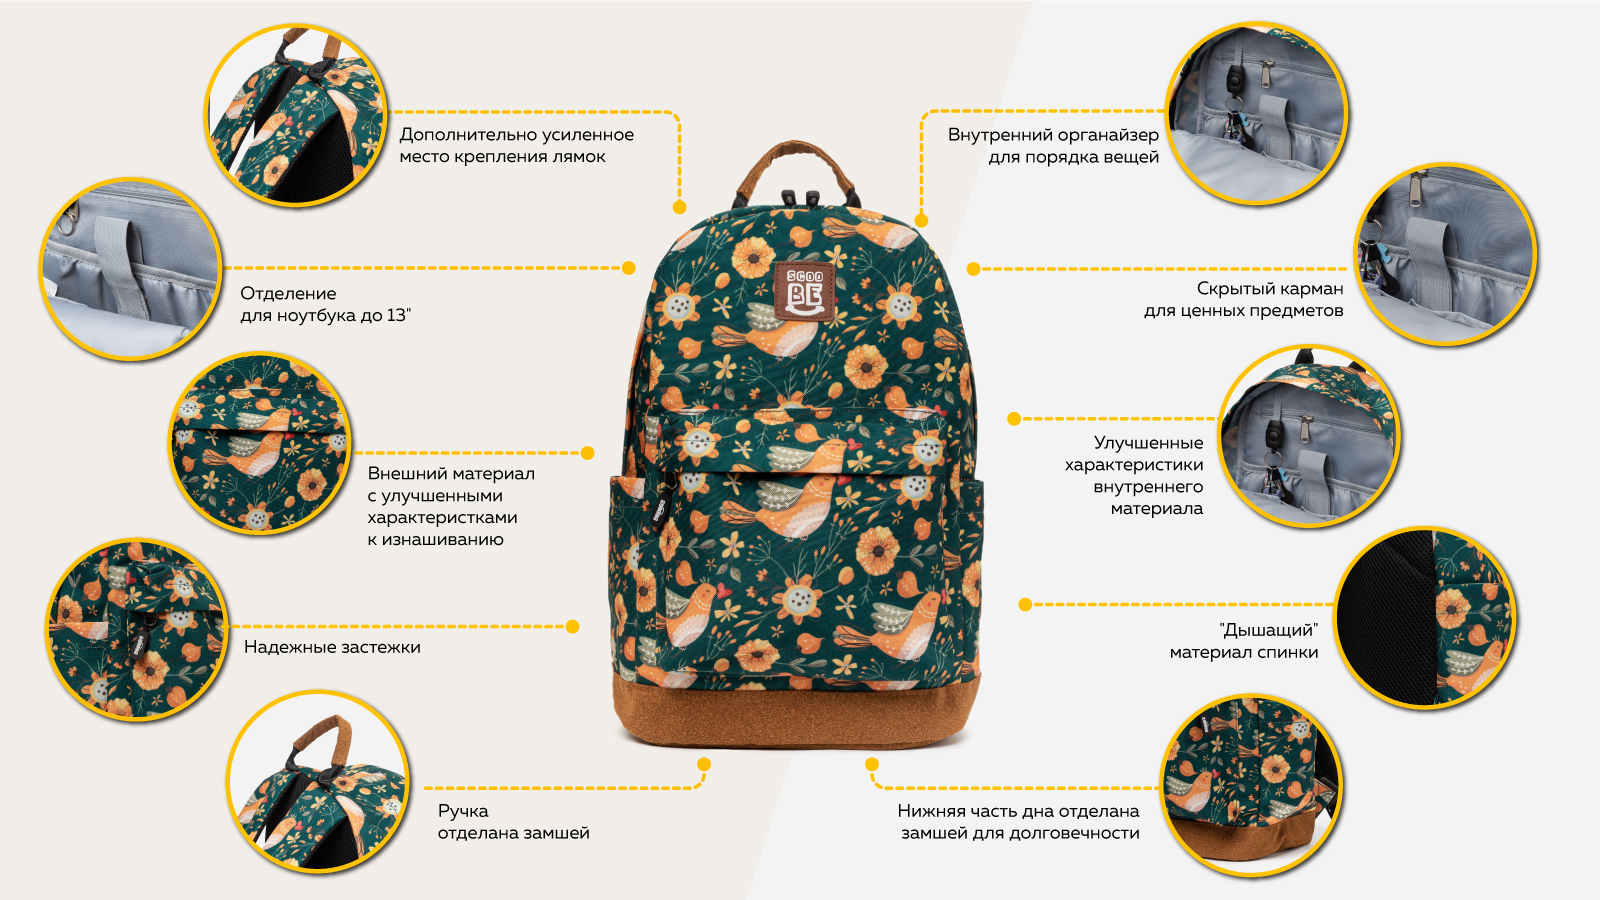 Дополнительно усиленное
место крепления лямок
Отделение
для ноутбука до 13"
Внешний материал
с улучшенными
характеристками
к изнашиванию
Надежные застежки
Ручка
отделана замшей
SCOO
BE
Внутренний органайзер
для порядка вещей
Скрытый карман
для ценных предметов
Улучшенные
характеристики
внутреннего
материала
"Дышащий"
материал спинки
Нижняя часть дна отделана
замшей для долговечности